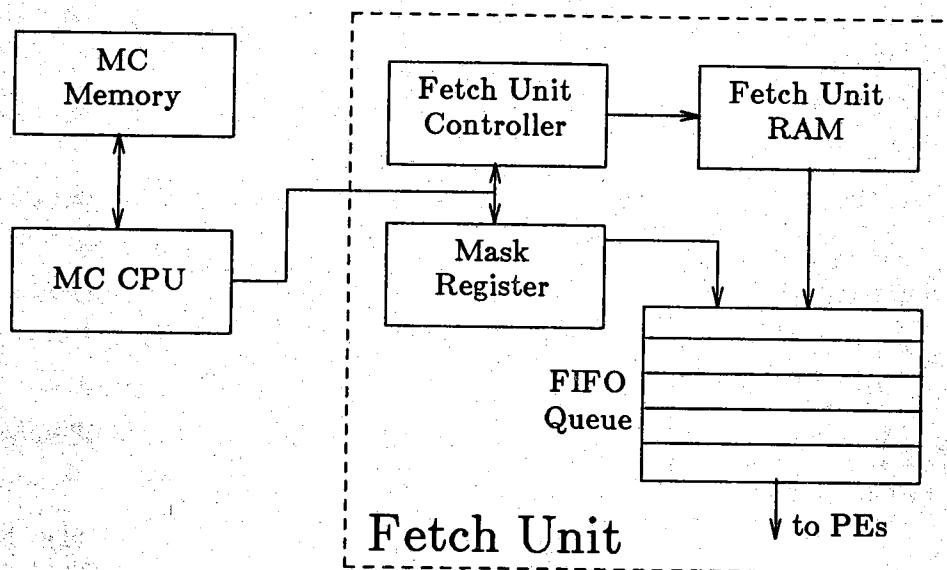 MC
Memory
MC CPU
Fetch Unit
Controller
Fetch Unit
RAM
Mask
Register
FIFO
Queue
to PEs
Fetch Unit